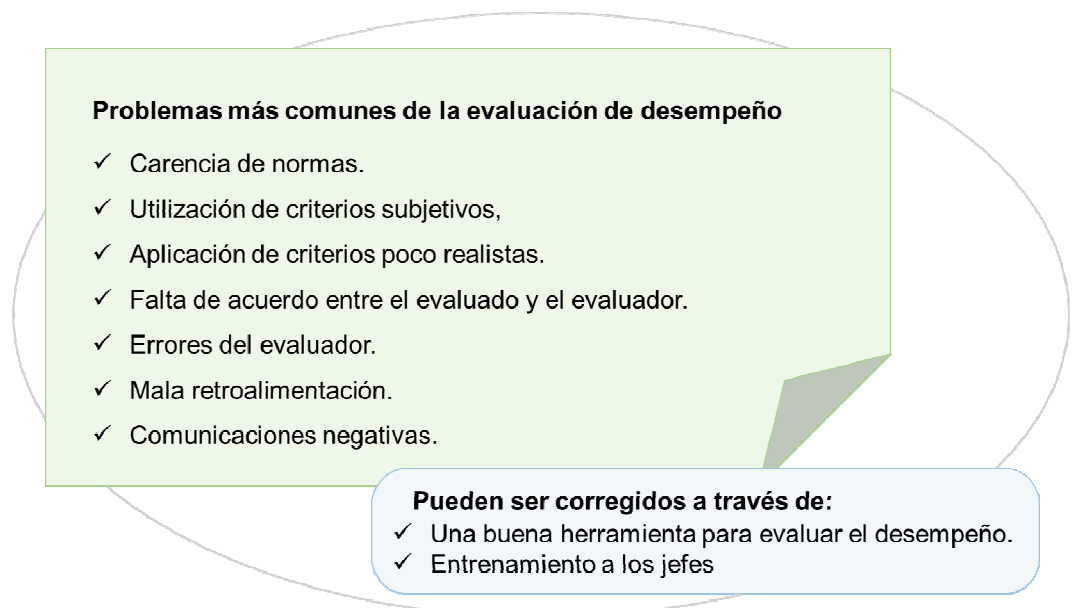 Problemas más comunes de la evaluación de desempeño
✓ Carencia de normas.
✓ Utilización de criterios subjetivos,
✓ Aplicación de criterios poco realistas.
✓ Falta de acuerdo entre el evaluado y el evaluador.
✓ Errores del evaluador.
✓ Mala retroalimentación.
✓ Comunicaciones negativas.
Pueden ser corregidos a través de:
✓ Una buena herramienta para evaluar el desempeño.
✓ Entrenamiento a los jefes